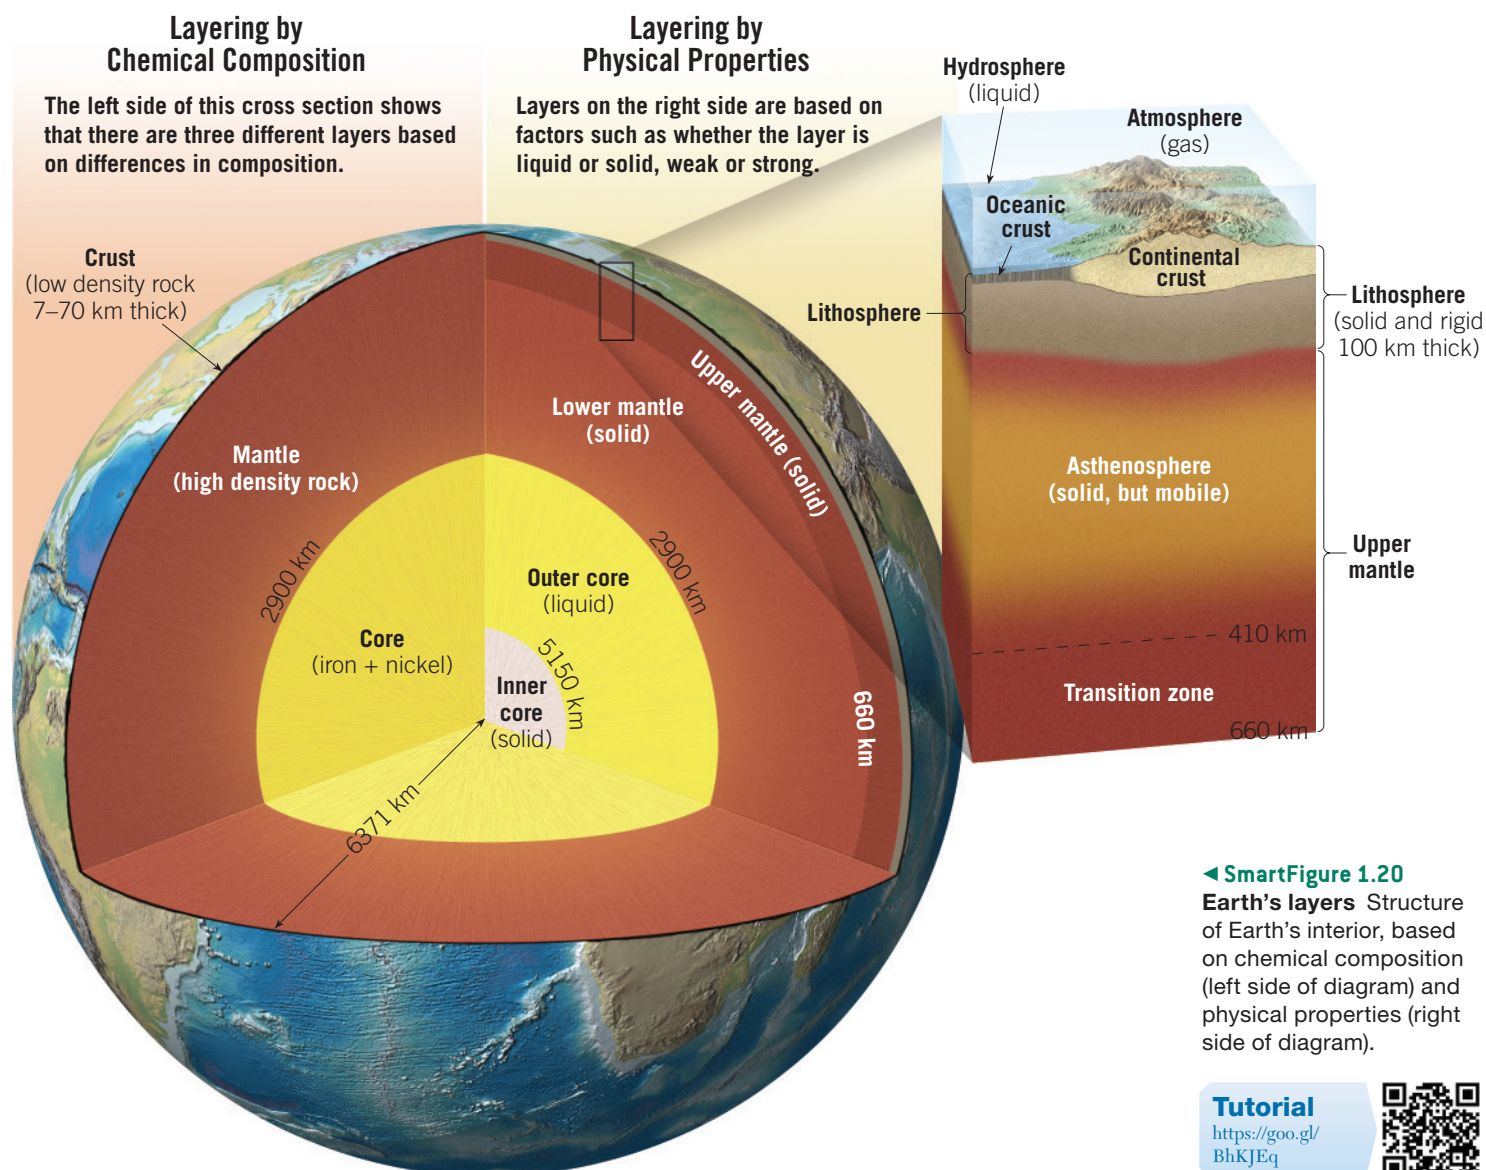 Layering by
Chemical Composition
The left side of this cross section shows
that there are three different layers based
on differences in composition.
Layering by
Physical Properties
Layers on the right side are based on
factors such as whether the layer is
liquid or solid, weak or strong.
Hydrosphere
(liquid)
Atmosphere
(gas)
Oceanic
crust
Continental
crust
Lithosphere
Lithosphere
(solid and rigid
100 km thick)
Crust
(low density rock
7–70 km thick)
Mantle
(high density rock)
Lower mantle
(solid)
Upper mantle (solid)
Asthenosphere
(solid, but mobile)
Upper
mantle
2900 km
2900 km
Outer core
(liquid)
Core
(iron + nickel)
5150 km
Inner
core
(solid)
660 km
6371 km
410 km
Transition zone
660 km
◄ SmartFigure 1.20
Earth's layers Structure
of Earth's interior, based
on chemical composition
(left side of diagram) and
physical properties (right
side of diagram).
Tutorial
https://goo.gl/
BhKJEq